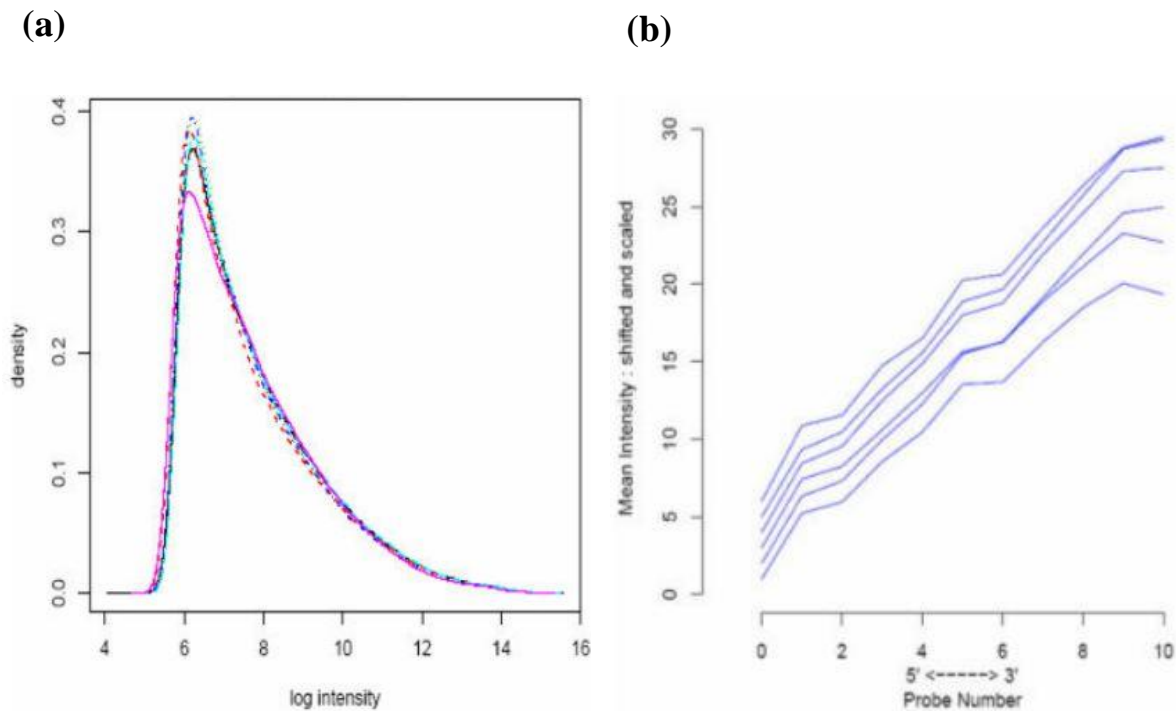 (a)
(b)
0.4
0.3
0.2
0.1
0.0
density
4 6 8 10 12 14 16
log intensity
30
25
20
15
10
5
0
Mean Intensity : shifted and scaled
0 2 4 6 8 10
5' <------> 3'
Probe Number